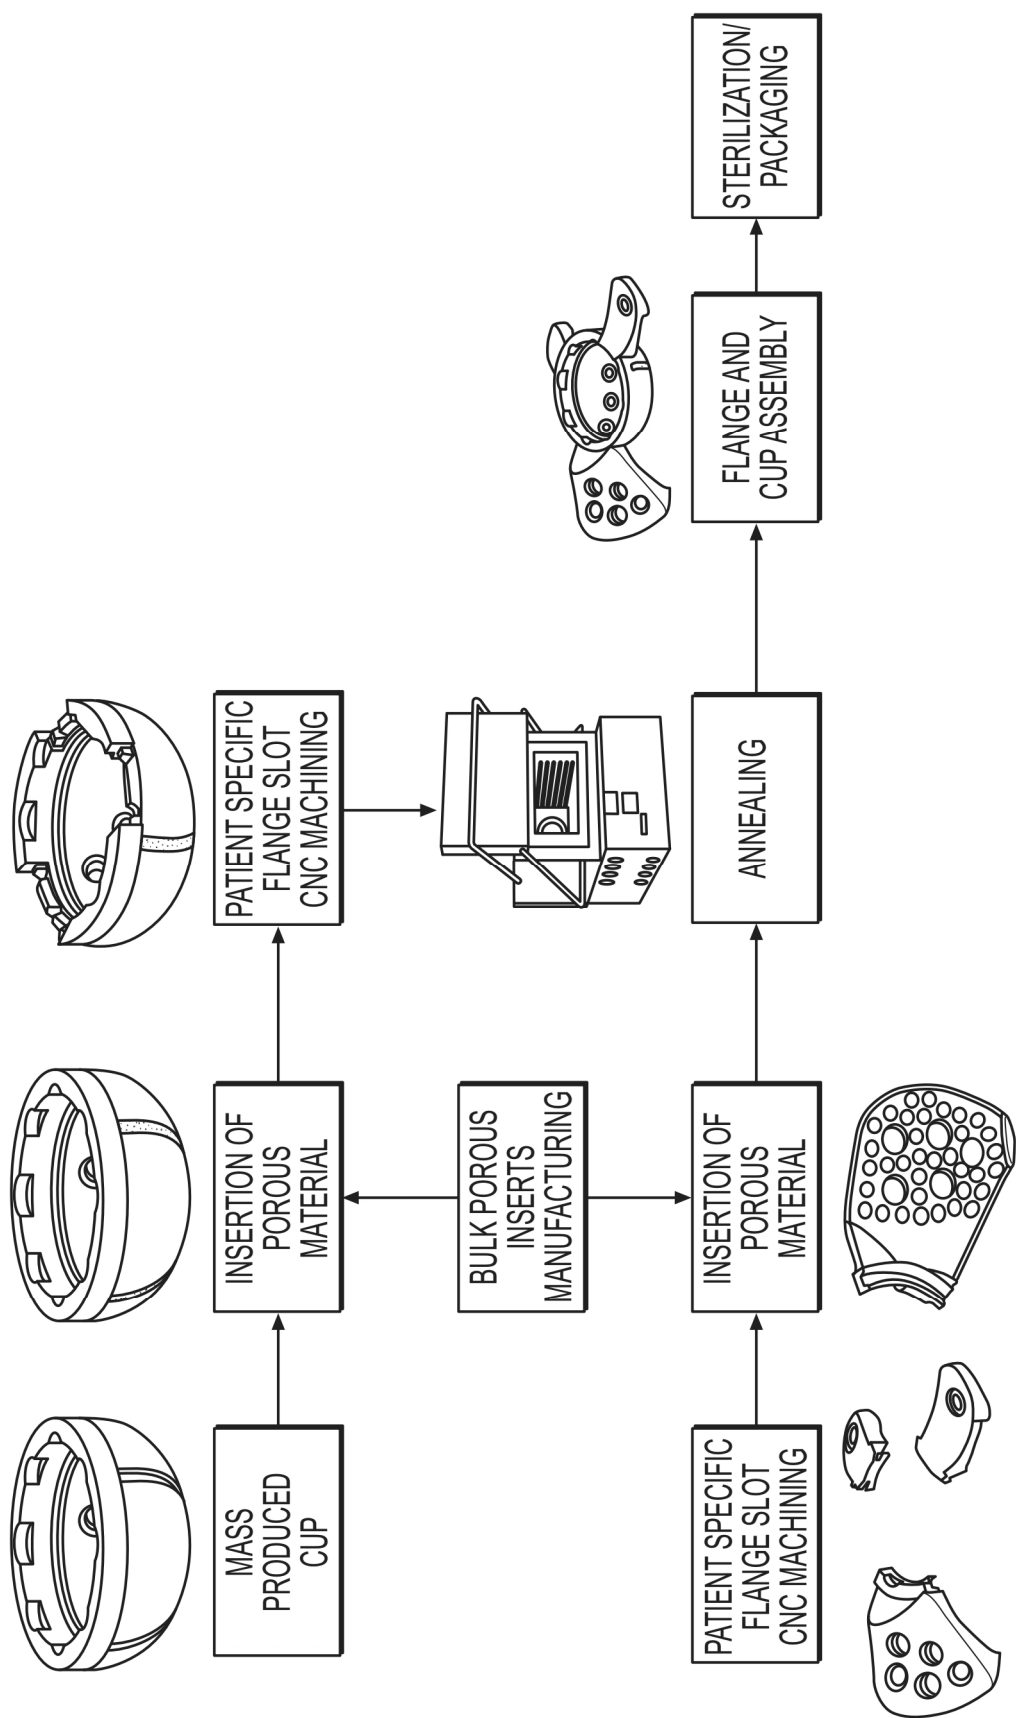 MASS
PRODUCED
CUP
INSERTION OF
POROUS
MATERIAL
PATIENT SPECIFIC
FLANGE SLOT
CNC MACHINING
BULK POROUS
INSERTS
MANUFACTURING
PATIENT SPECIFIC
FLANGE SLOT
CNC MACHINING
INSERTION OF
POROUS
MATERIAL
ANNEALING
FLANGE AND
CUP ASSEMBLY
STERILIZATION/
PACKAGING